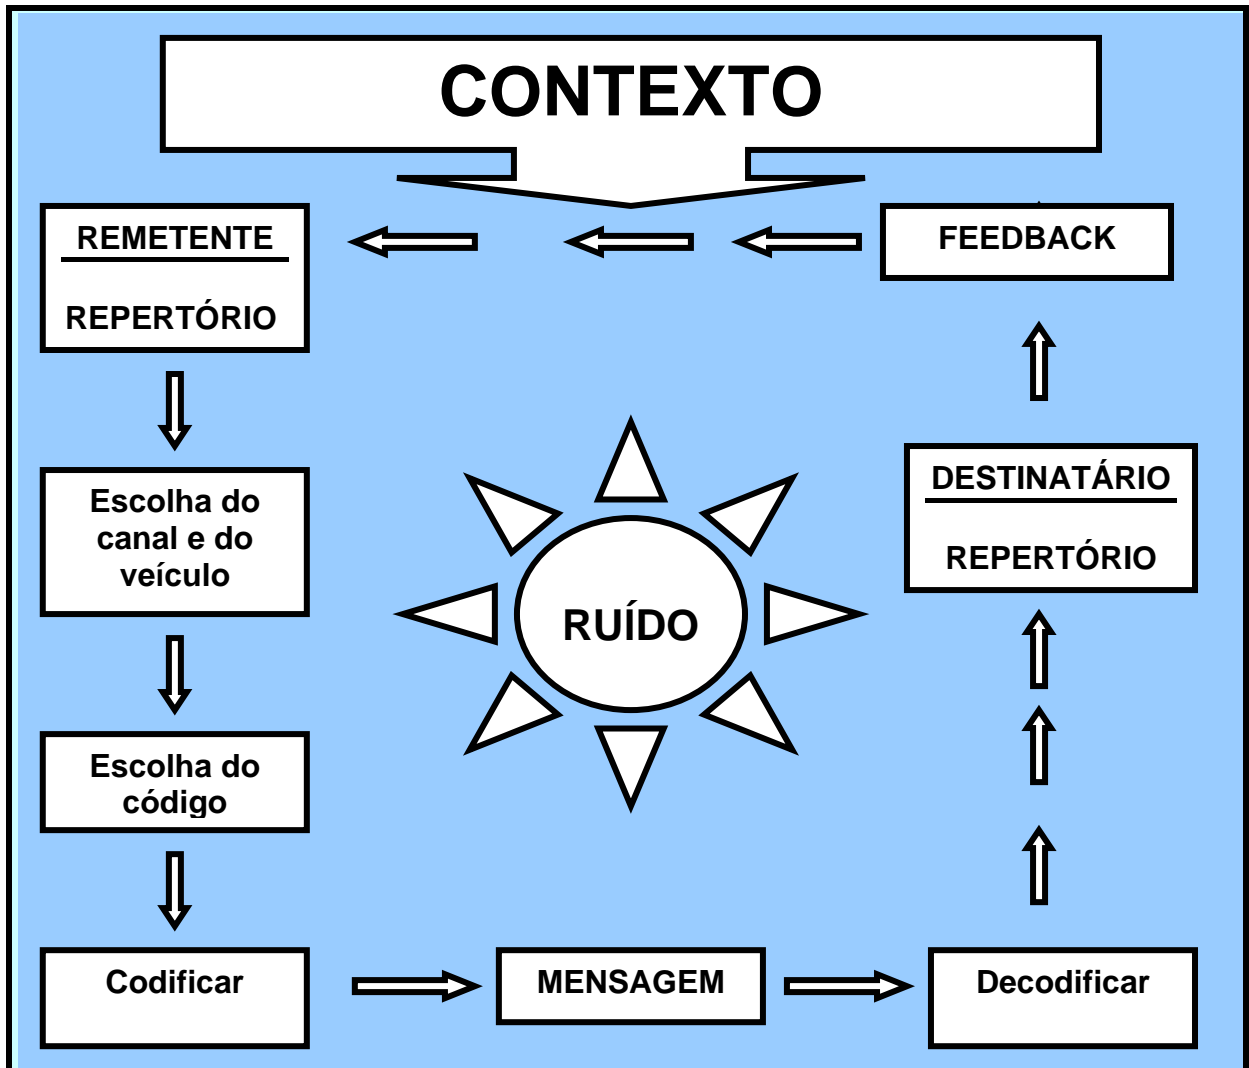 CONTEXTO
REMETENTE
REPERTÓRIO
FEEDBACK
Escolha do
canal e do
veículo
DESTINATÁRIO
REPERTÓRIO
RUÍDO
Escolha do
código
Codificar
MENSAGEM
Decodificar